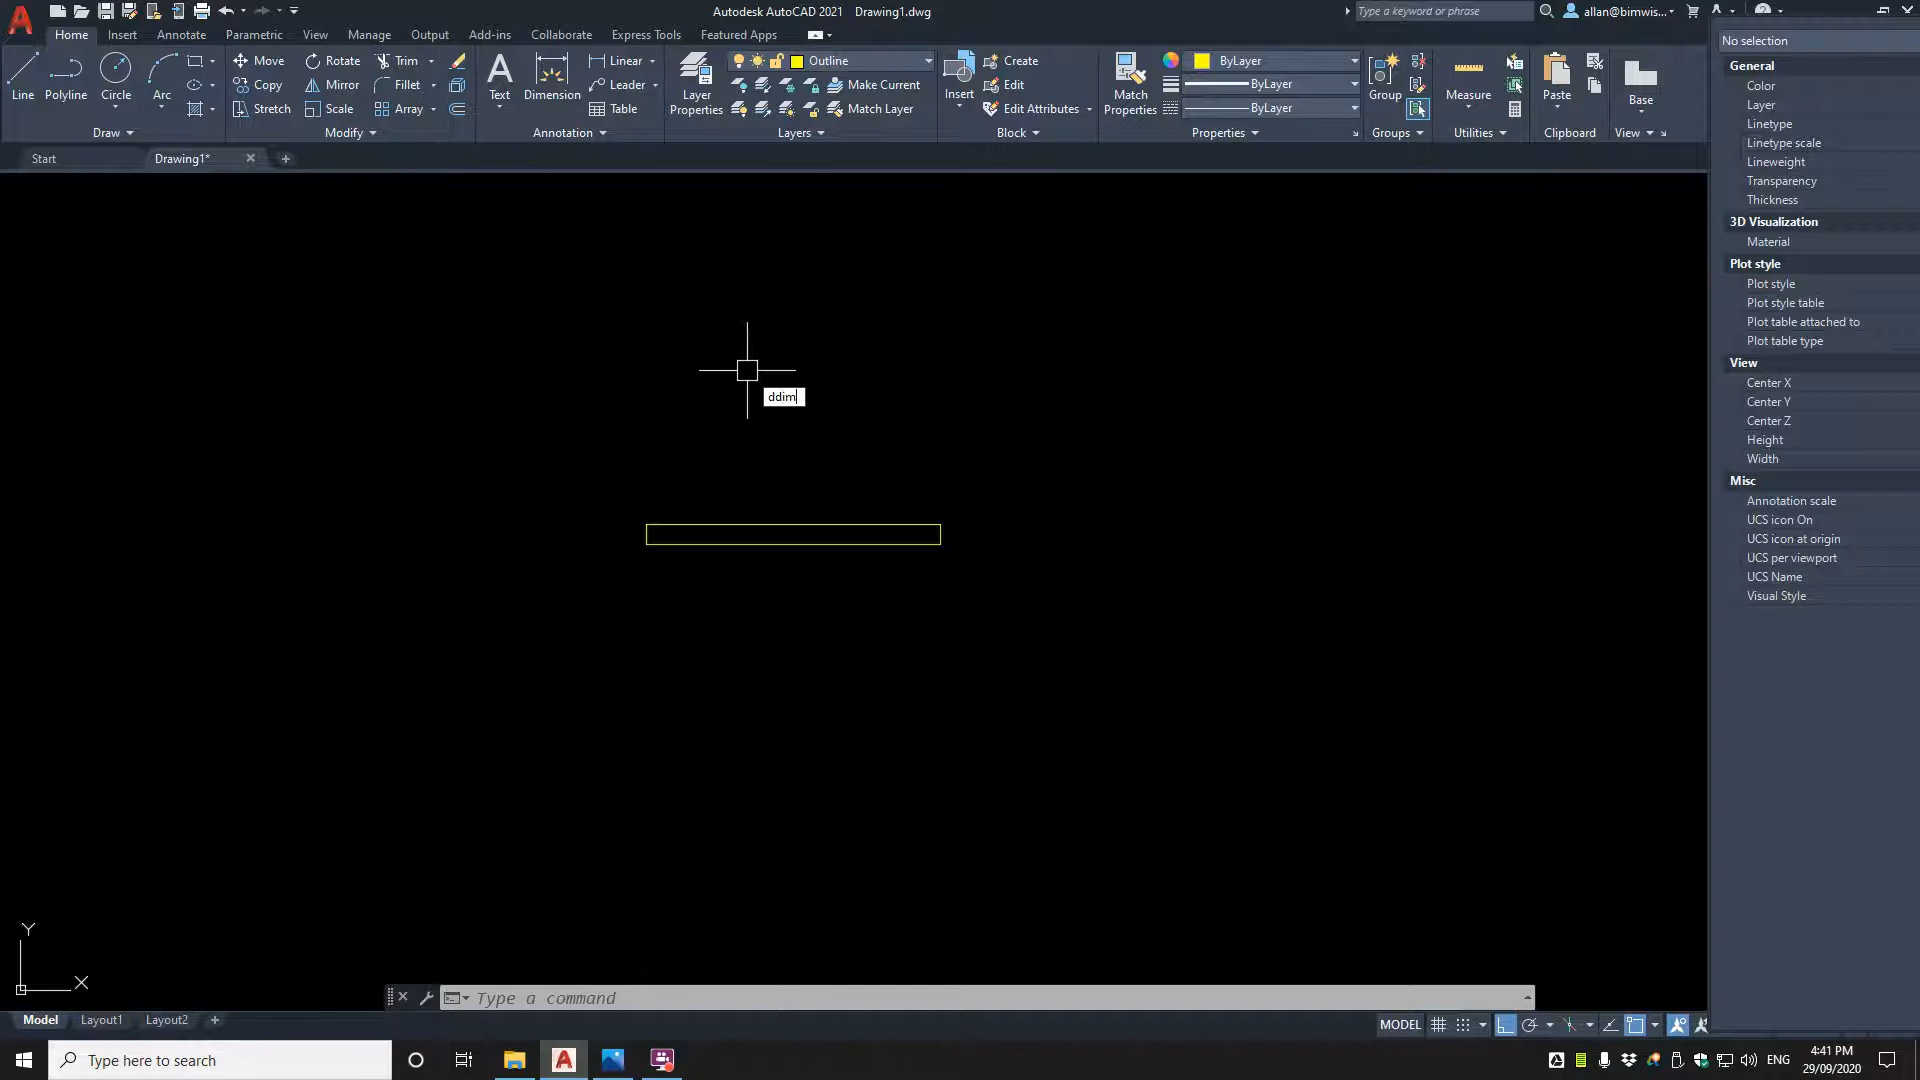 Autodesk AutoCAD 2021 Drawing1.dwg
Type a keyword or phrase
allan@bimwis...
Home Insert Annotate Parametric View Manage Output Add-ins Collaborate Express Tools Featured Apps
Line Polyline Circle Arc
Move Rotate Trim
Copy Mirror Fillet
Stretch Scale Array
Text Dimension
Linear
Leader
Table
Layer
Properties
Outline
Make Current
Match Layer
Insert
Create
Edit
Edit Attributes
Match
Properties
ByLayer
ByLayer
ByLayer
Group
Measure
Paste
Base
Draw Modify Annotation Layers Block Properties Groups Utilities Clipboard View
Start Drawing1*
ddim
No selection
General
Color
Layer
Linetype
Linetype scale
Lineweight
Transparency
Thickness
3D Visualization
Material
Plot style
Plot style
Plot style table
Plot table attached to
Plot table type
View
Center X
Center Y
Center Z
Height
Width
Misc
Annotation scale
UCS icon On
UCS icon at origin
UCS per viewport
UCS Name
Visual Style
Y
X
Type a command
Model Layout1 Layout2
MODEL
Type here to search
ENG
4:41 PM
29/09/2020